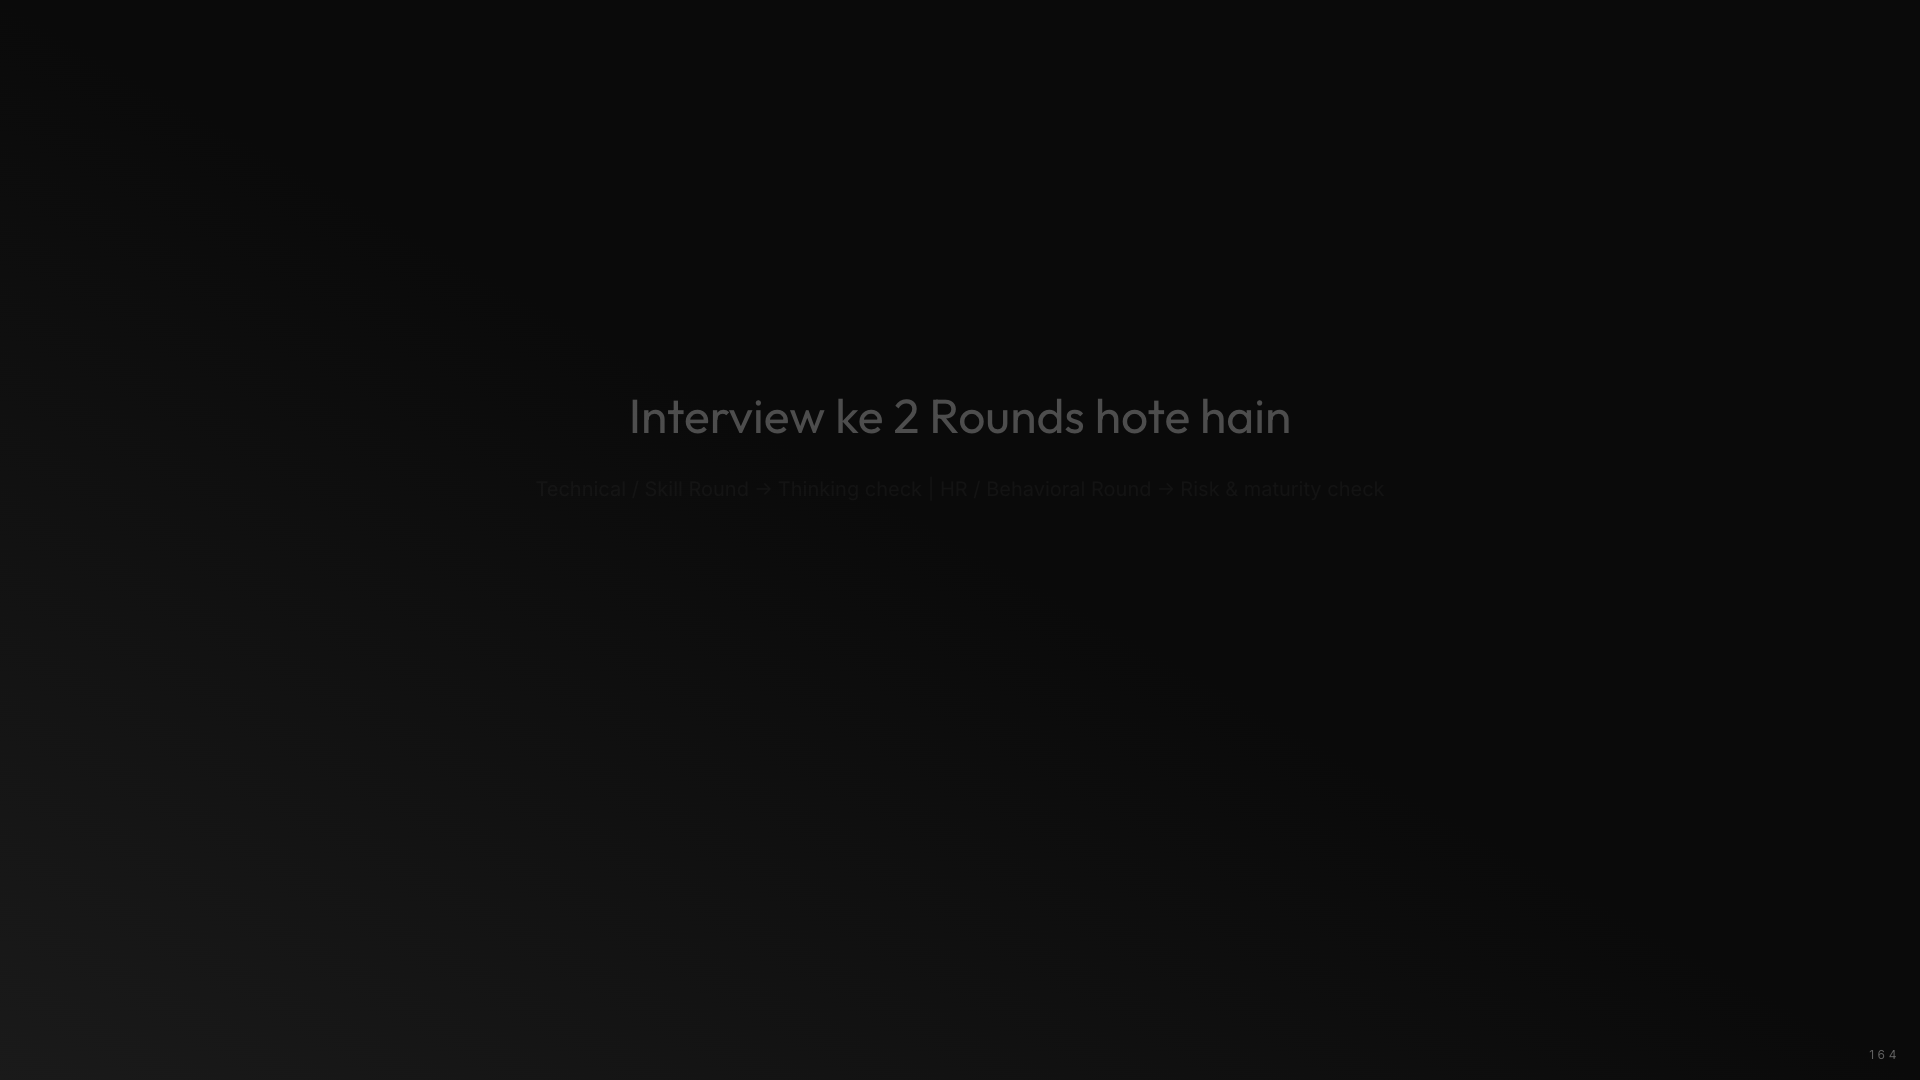 Interview ke 2 Rounds hote hain
Technical / Skill Round → Thinking check | HR / Behavioral Round → Risk & maturity check
164